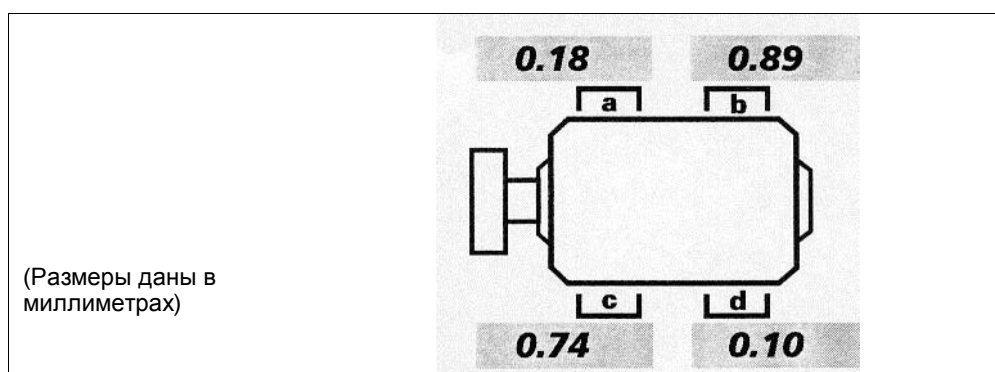 0.18 0.89
a b
(Размеры даны в
миллиметрах)
c d
0.74 0.10